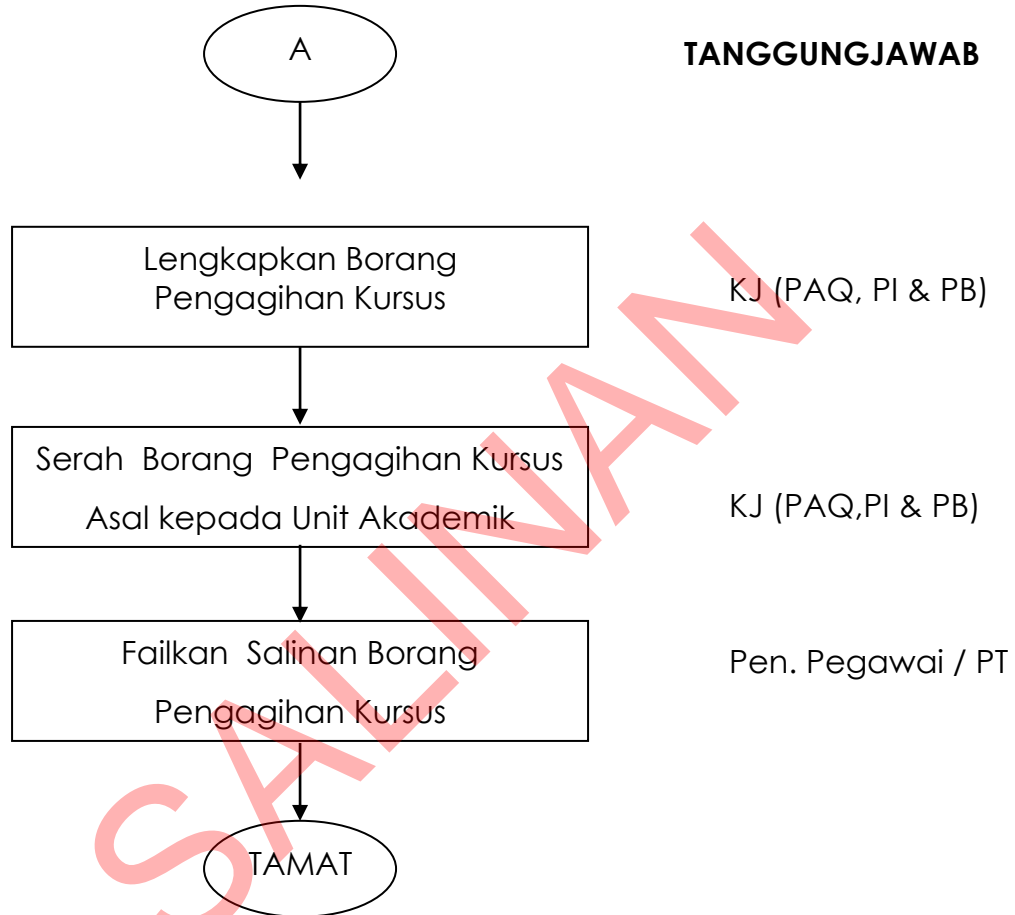 A
TANGGUNGJAWAB
Lengkapkan Borang
Pengagihan Kursus
KJ (PAQ, PI & PB)
Serah Borang Pengagihan Kursus
Asal kepada Unit Akademik
KJ (PAQ,PI & PB)
Failkan Salinan Borang
Pengagihan Kursus
Pen. Pegawai / PT
TAMAT
SALINAN